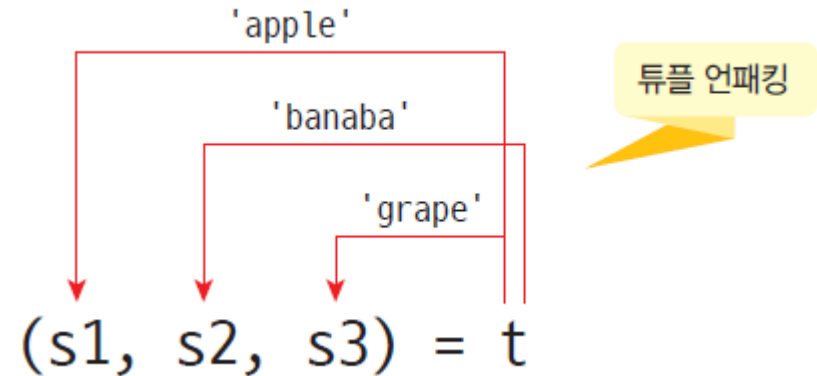 'apple'
튜플 언패킹
'banaba'
'grape'
(s1, s2, s3) = t